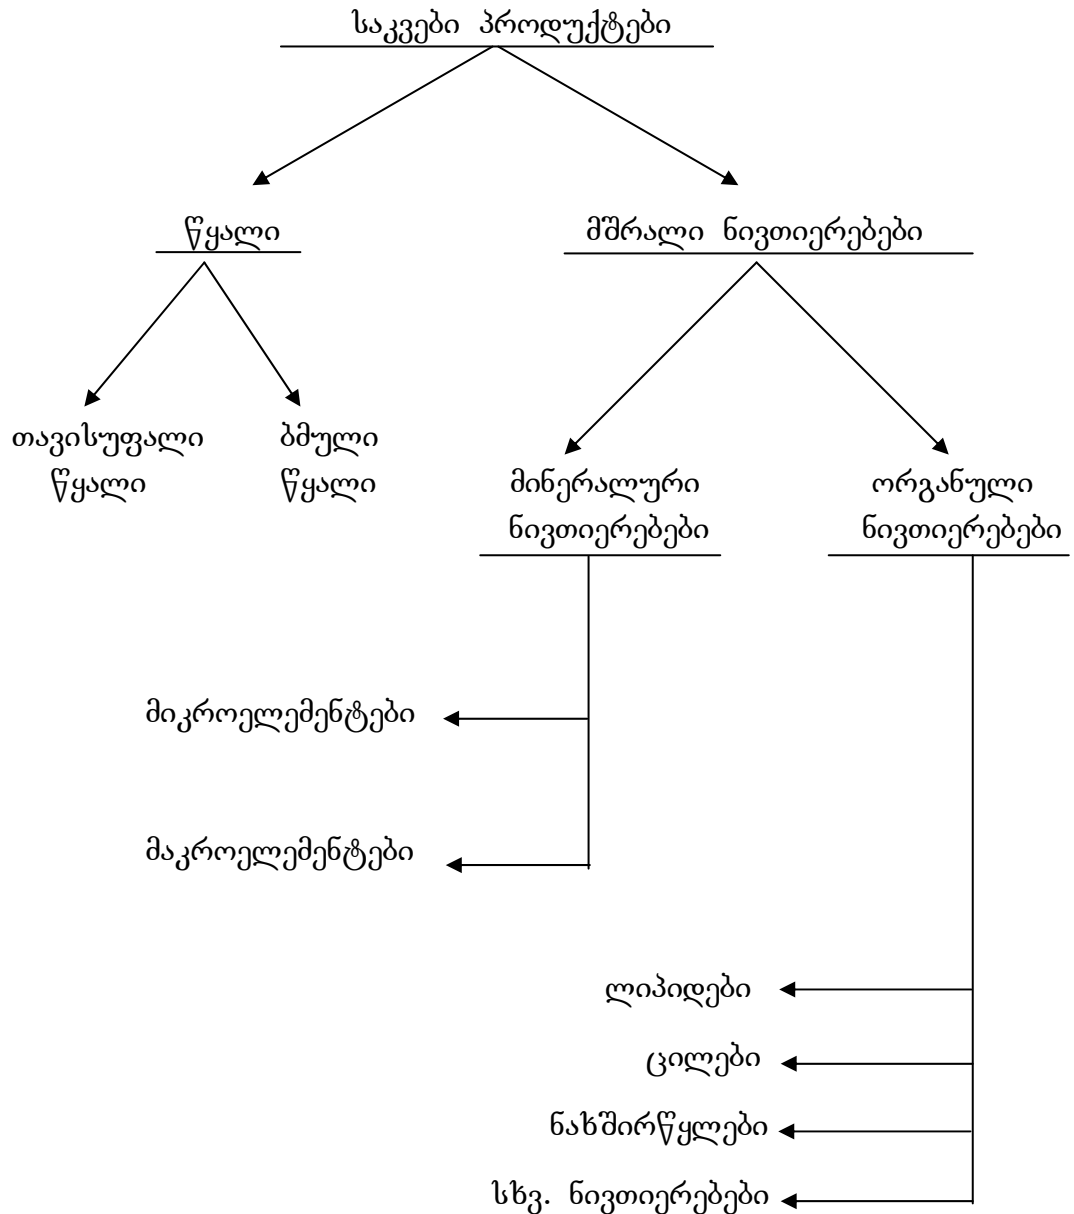 საკვები პროდუქტები
წყალი
მშრალი ნივთიერებები
თავისუფალი
წყალი
ბმული
წყალი
მინერალური
ნივთიერებები
ორგანული
ნივთიერებები
მიკროელემენტები
მაკროელემენტები
ლიპიდები
ცილები
ნახშირწყლები
სხვ. ნივთიერებები